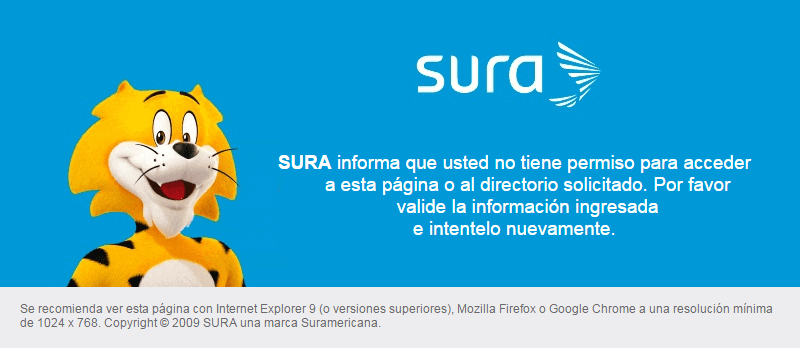 sura
SURA informa que usted no tiene permiso para acceder
a esta página o al directorio solicitado. Por favor
valide la información ingresada
e intentelo nuevamente.
Se recomienda ver esta página con Internet Explorer 9 (o versiones superiores), Mozilla Firefox o Google Chrome a una resolución mínima
de 1024 x 768. Copyright © 2009 SURA una marca Suramericana.